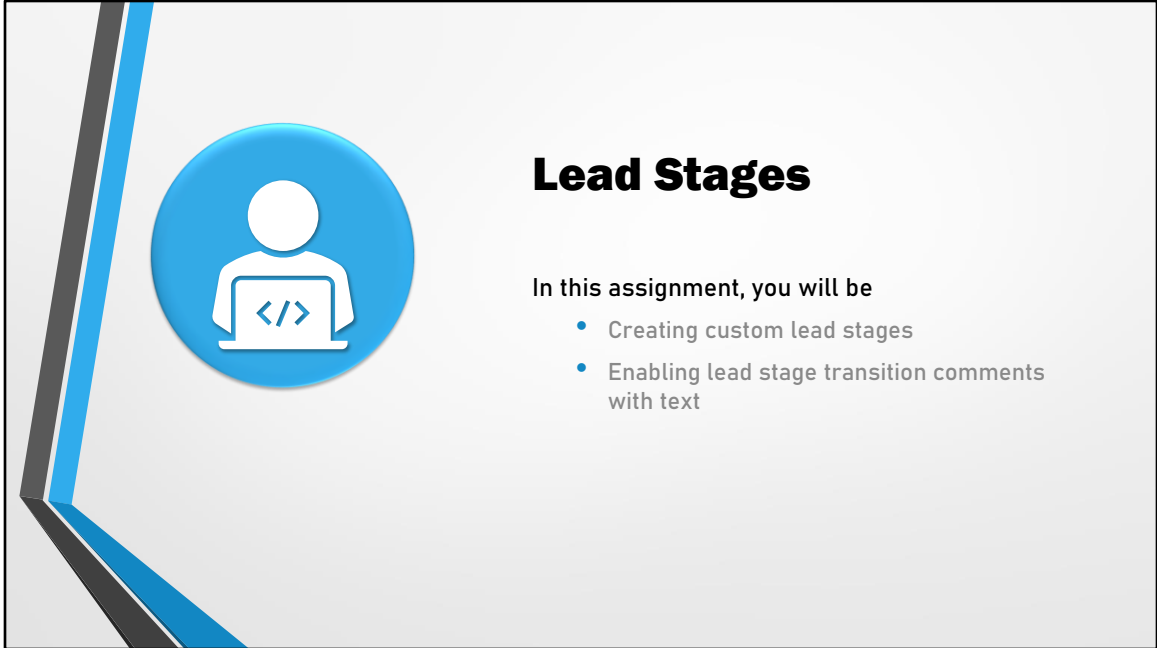 </>
Lead Stages
In this assignment, you will be
• Creating custom lead stages
• Enabling lead stage transition comments
with text